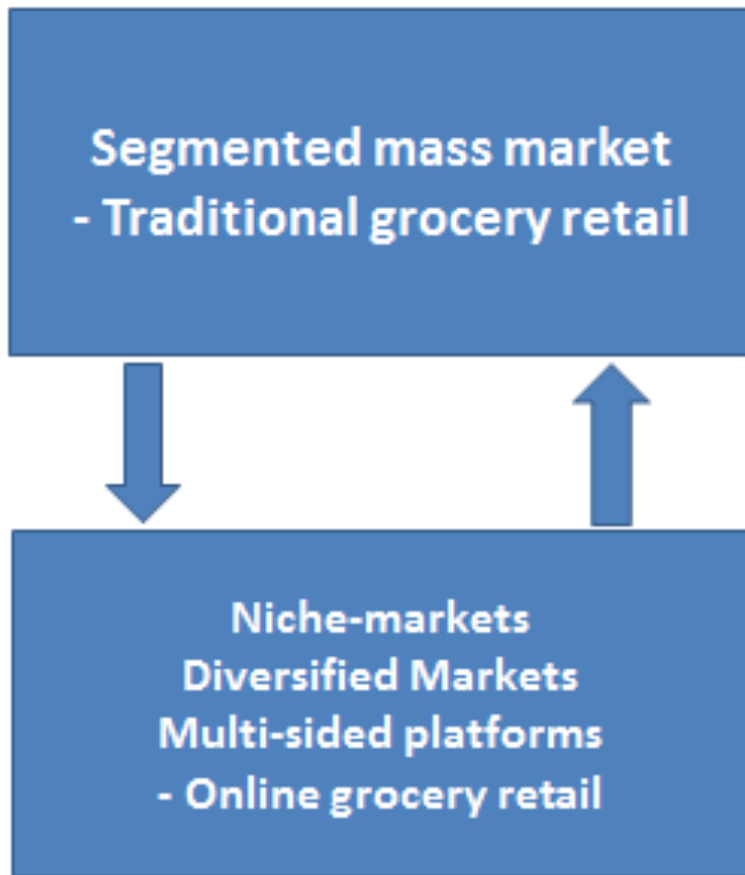 Segmented mass market
- Traditional grocery retail
Niche-markets
Diversified Markets
Multi-sided platforms
- Online grocery retail